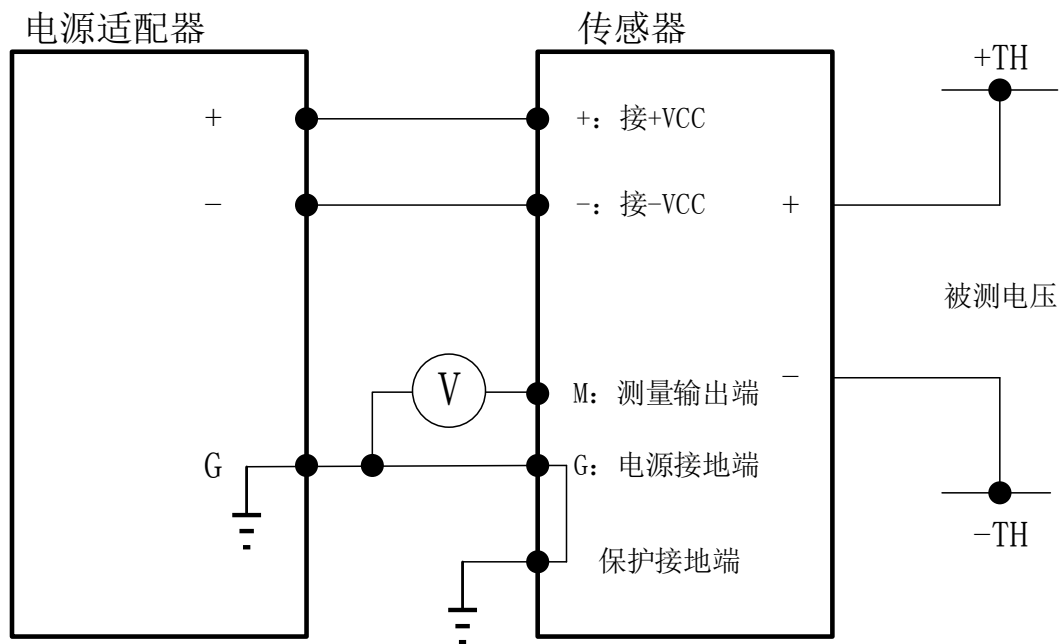 电源适配器
传感器
+TH
+
+: 接+VCC
−
−: 接−VCC
+
被测电压
V
M: 测量输出端
−
G
G: 电源接地端
保护接地端
−TH